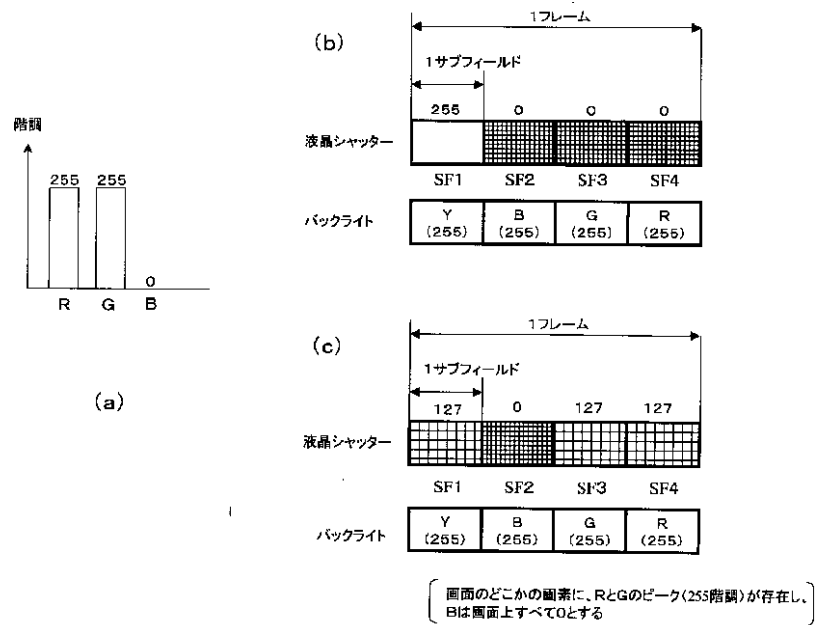 (a)
階調
255 255 0
R G B
(b)
1フレーム
1サブフィールド
255 0 0 0
液晶シャッター
SF1 SF2 SF3 SF4
バックライト
Y B G R
(255) (255) (255) (255)
(c)
1フレーム
1サブフィールド
127 0 127 127
液晶シャッター
SF1 SF2 SF3 SF4
バックライト
Y B G R
(255) (255) (255) (255)
画面のどこかの画素に、RとGのピーク(255階調)が存在し、
Bは画面上すべて0とする